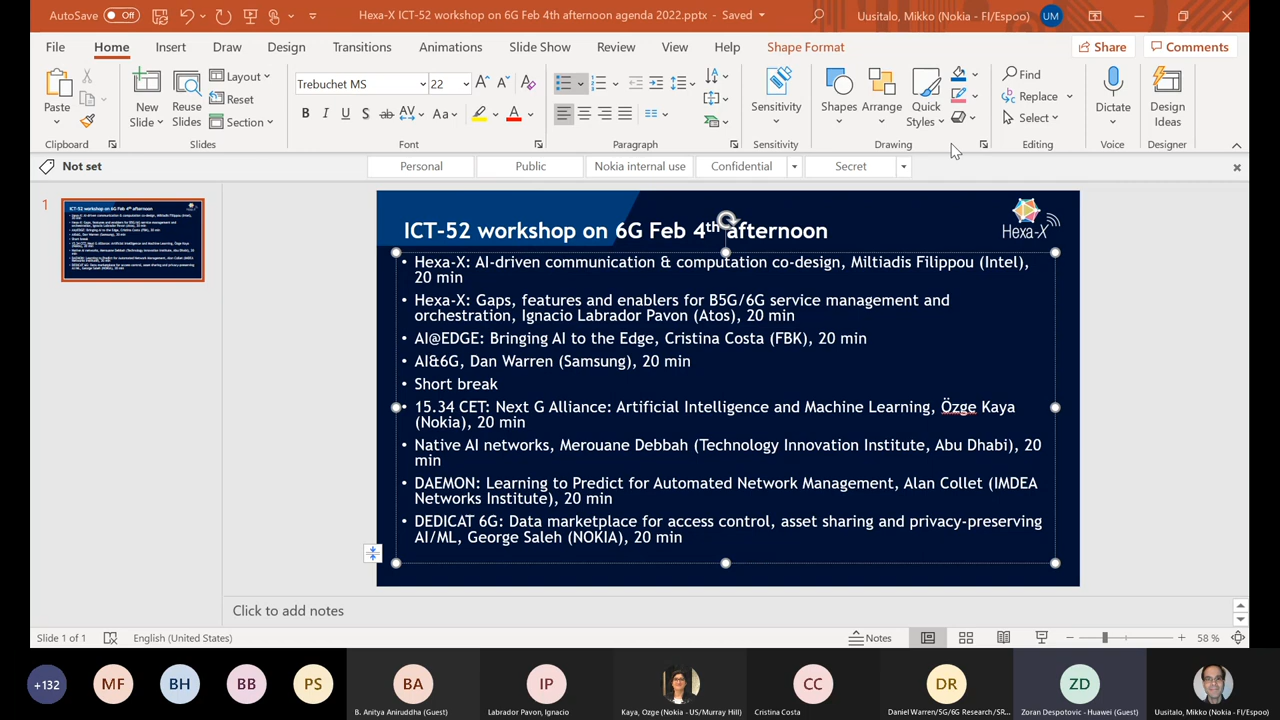 AutoSave Off
Hexa-X ICT-52 workshop on 6G Feb 4th afternoon agenda 2022.pptx - Saved
Uusitalo, Mikko (Nokia - FI/Espoo) UM
File Home Insert Draw Design Transitions Animations Slide Show Review View Help Shape Format Share Comments
Paste
New Slide
Reuse Slides
Layout
Reset
Section
Trebuchet MS 22
B I U S ab AV Aa A
Sensitivity
Shapes
Arrange
Quick Styles
Find
Replace
Select
Dictate
Design Ideas
Clipboard Slides Font Paragraph Sensitivity Drawing Editing Voice Designer
Not set Personal Public Nokia internal use Confidential Secret
1
ICT-52 workshop on 6G Feb 4th afternoon
Hexa-X
• Hexa-X: AI-driven communication & computation co-design, Miltiadis Filippou (Intel),
20 min
• Hexa-X: Gaps, features and enablers for B5G/6G service management and
orchestration, Ignacio Labrador Pavon (Atos), 20 min
• AI@EDGE: Bringing AI to the Edge, Cristina Costa (FBK), 20 min
• AI&6G, Dan Warren (Samsung), 20 min
• Short break
• 15.34 CET: Next G Alliance: Artificial Intelligence and Machine Learning, Özge Kaya
(Nokia), 20 min
• Native AI networks, Merouane Debbah (Technology Innovation Institute, Abu Dhabi), 20
min
• DAEMON: Learning to Predict for Automated Network Management, Alan Collet (IMDEA
Networks Institute), 20 min
• DEDICAT 6G: Data marketplace for access control, asset sharing and privacy-preserving
AI/ML, George Saleh (NOKIA), 20 min
Click to add notes
Slide 1 of 1 English (United States) Notes 58 %
+132 MF BH BB PS BA IP CC DR ZD
B. Anitya Aniruddha (Guest) Labrador Pavon, Ignacio Kaya, Ozge (Nokia - US/Murray Hill) Cristina Costa Daniel Warren/5G/6G Research/SR... Zoran Despotovic - Huawei (Guest) Uusitalo, Mikko (Nokia - FI/Espoo)